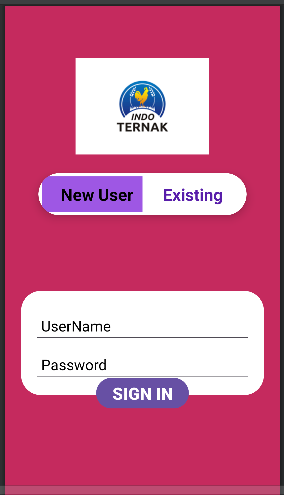 INDO
TERNAK
New User Existing
UserName
Password
SIGN IN